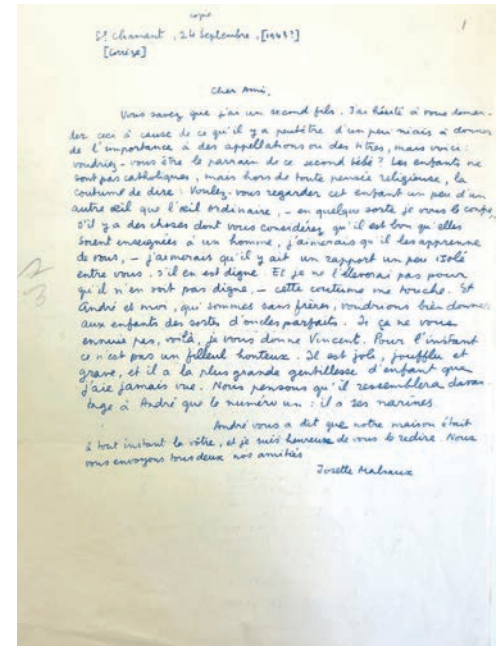 copie
1
St Chamant, 24 Septembre, [1943?]
[Corrèze]
Cher Ami,
Vous savez que j'ai un second fils. J'ai hésité à vous deman-
der ceci à cause de ce qu'il y a peutêtre d'un peu niais à donner
de l'importance à des appellations ou des titres, mais voici :
voudriez-vous être le parrain de ce second bébé ? Les enfants ne
sont pas catholiques, mais hors de toute pensée religieuse, la
coutume de dire : Voulez-vous regarder cet enfant un peu d'un
autre œil que l'œil ordinaire, – en quelque sorte je vous le confie,
s'il y a des choses dont vous considérez qu'il est bon qu'elles
soient enseignées à un homme, j'aimerais qu'il les apprenne
de vous, – j'aimerais qu'il y ait un rapport un peu isolé
entre vous, s'il en est digne. Et je ne l'élèverai pas pour
qu'il n'en soit pas digne, – cette coutume me touche. Et
André et moi, qui sommes sans frères, voudrions bien donner
aux enfants des sortes d'oncles parfaits. Si ça ne vous
ennuie pas, voilà, je vous donne Vincent. Pour l'instant
ce n'est pas un filleul honteux. Il est joli, joufflu et
grave, et il a la plus grande gentillesse d'enfant que
j'aie jamais vue. Nous pensons qu'il ressemblera davan-
tage à André que le numéro un : il a ses narines.
André vous a dit que notre maison était
à tout instant la vôtre, et je suis heureuse de vous le redire. Nous
vous envoyons tous deux nos amitiés
Josette Malraux